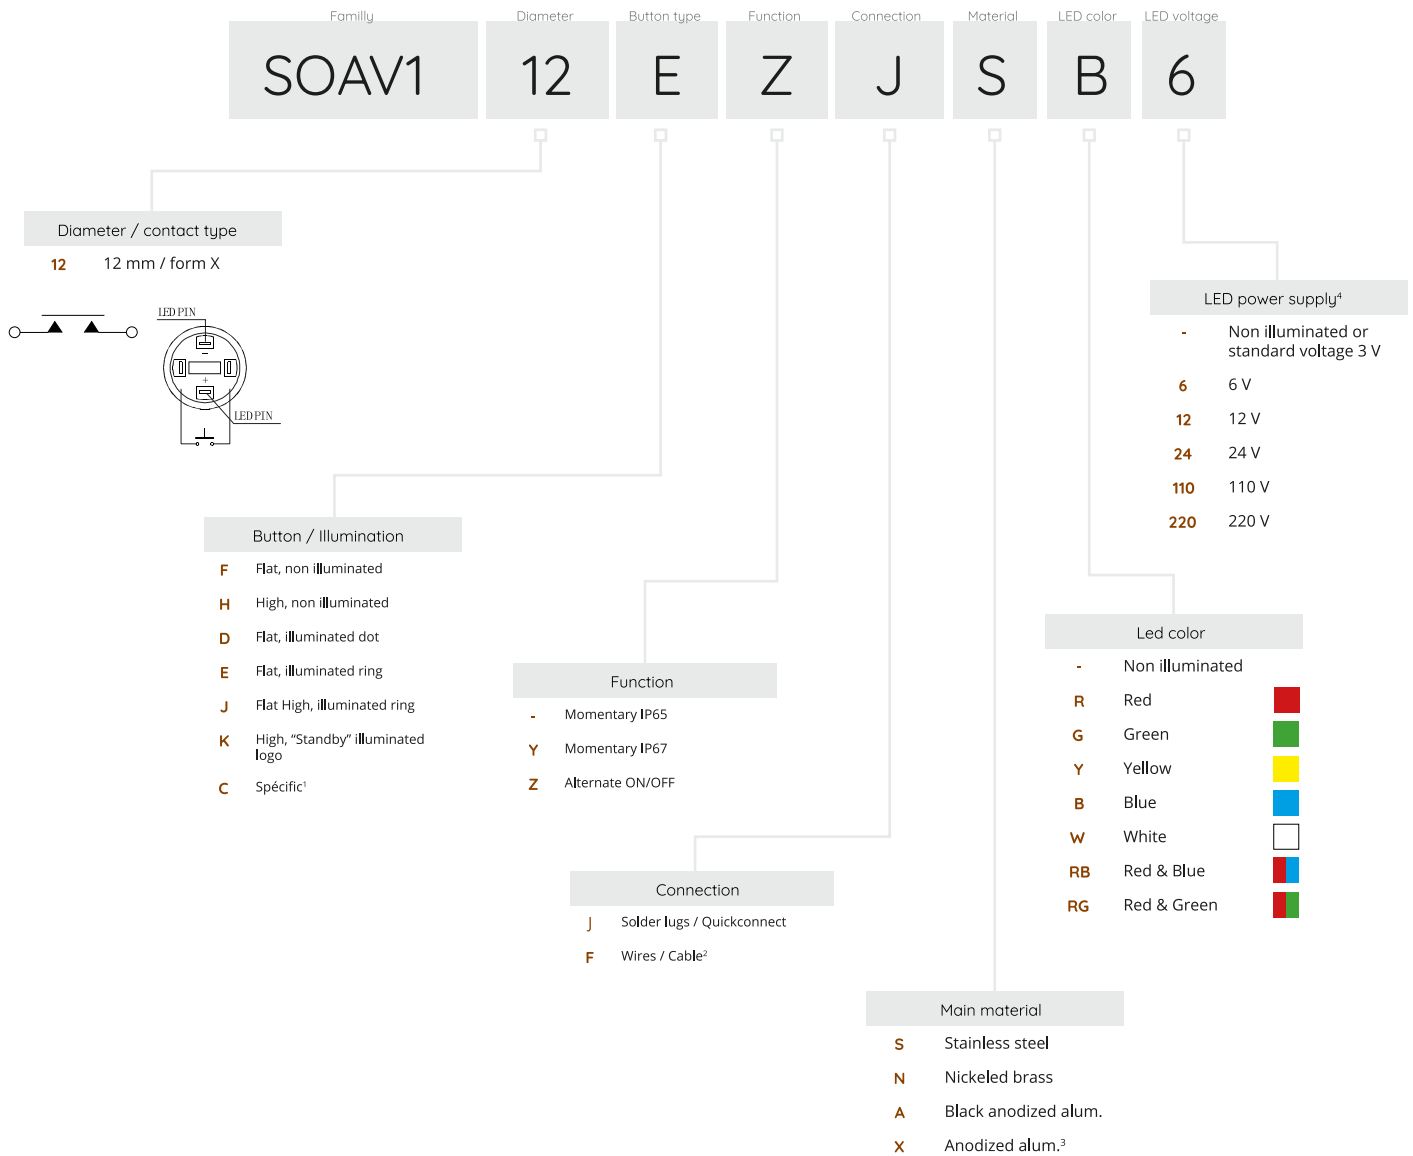 Familly Diameter Button type Function Connection Material LED color LED voltage
SOAV1 12 E Z J S B 6
Diameter / contact type
12 12 mm / form X
LED PIN
-
+
LED PIN
LED power supply⁴
- Non illuminated or
standard voltage 3 V
6 6 V
12 12 V
24 24 V
110 110 V
220 220 V
Button / Illumination
F Flat, non illuminated
H High, non illuminated
D Flat, illuminated dot
E Flat, illuminated ring
J Flat High, illuminated ring
K High, “Standby” illuminated
logo
C Spécific¹
Led color
- Non illuminated
R Red
G Green
Y Yellow
B Blue
W White
RB Red & Blue
RG Red & Green
Function
- Momentary IP65
Y Momentary IP67
Z Alternate ON/OFF
Connection
J Solder lugs / Quickconnect
F Wires / Cable²
Main material
S Stainless steel
N Nickeled brass
A Black anodized alum.
X Anodized alum.³